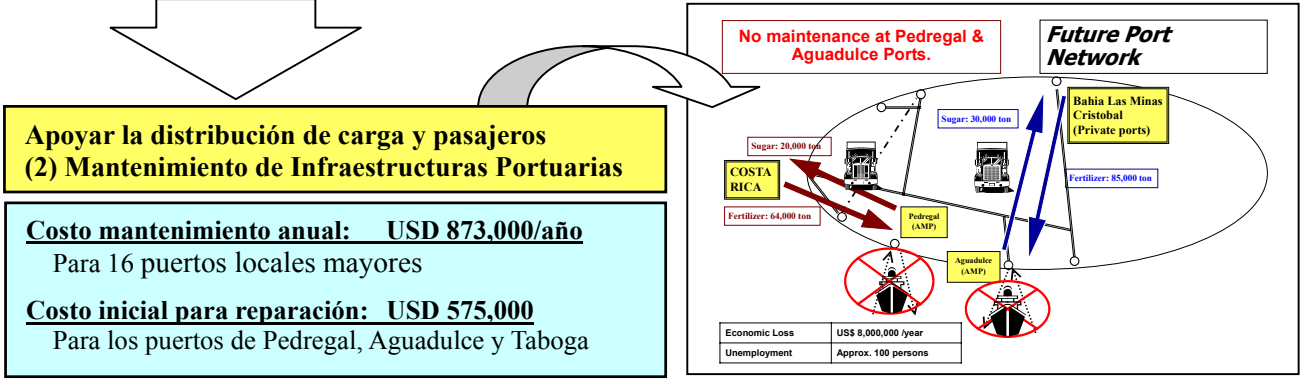 Apoyar la distribución de carga y pasajeros
(2) Mantenimiento de Infraestructuras Portuarias
Costo mantenimiento anual: USD 873,000/año
Para 16 puertos locales mayores
Costo inicial para reparación: USD 575,000
Para los puertos de Pedregal, Aguadulce y Taboga
No maintenance at Pedregal &
Aguadulce Ports.
Future Port
Network
Bahia Las Minas
Cristobal
(Private ports)
Sugar: 30,000 ton
Sugar: 20,000 ton
COSTA
RICA
Fertilizer: 85,000 ton
Fertilizer: 64,000 ton
Pedregal
(AMP)
Aguadulce
(AMP)
Economic Loss US$ 8,000,000 /year
Unemployment Approx. 100 persons